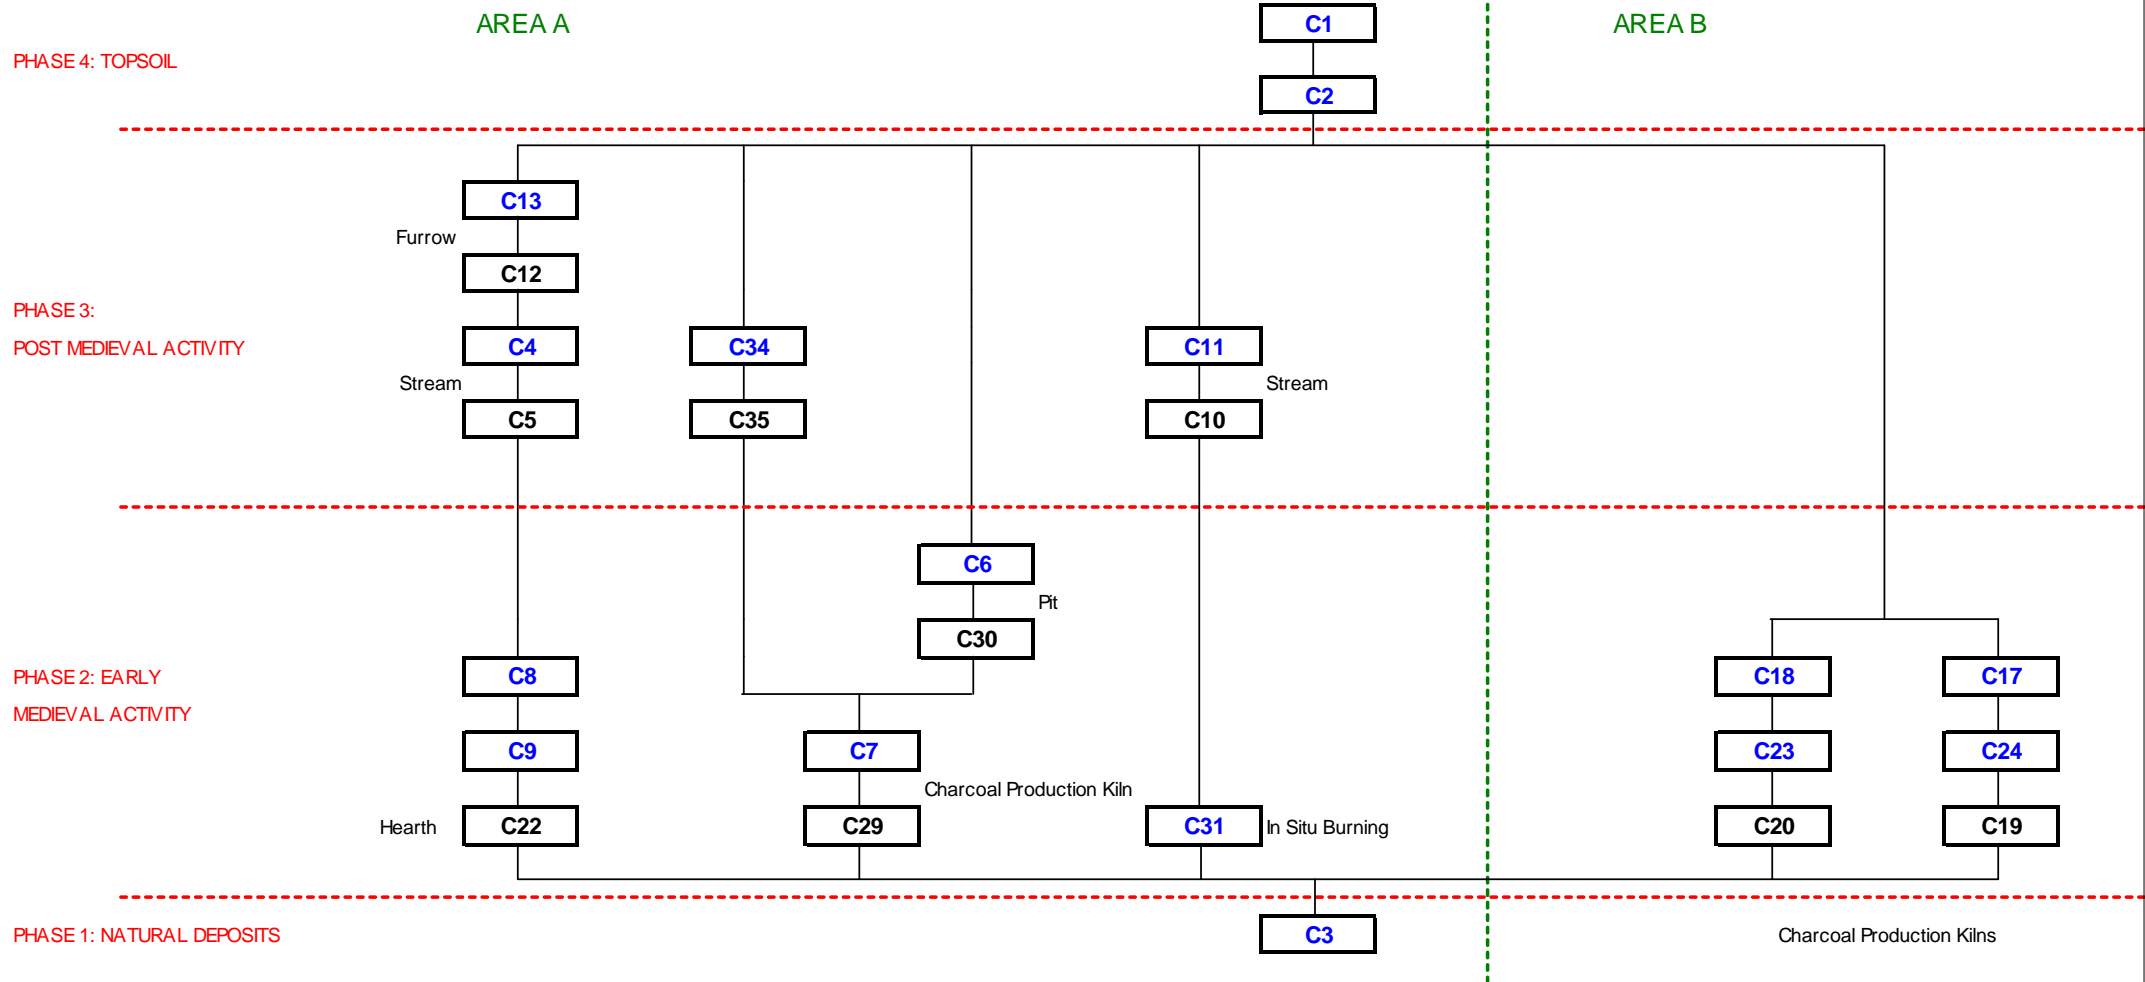 AREA A
C1
AREA B
PHASE 4: TOPSOIL
C2
C13
Furrow
C12
PHASE 3:
POST MEDIEVAL ACTIVITY
C4
C34
C11
Stream
Stream
C5
C35
C10
C6
Pit
C30
PHASE 2: EARLY
MEDIEVAL ACTIVITY
C8
C18
C17
C9
C7
C23
C24
Charcoal Production Kiln
Hearth
C22
C29
C31
In Situ Burning
C20
C19
PHASE 1: NATURAL DEPOSITS
C3
Charcoal Production Kilns